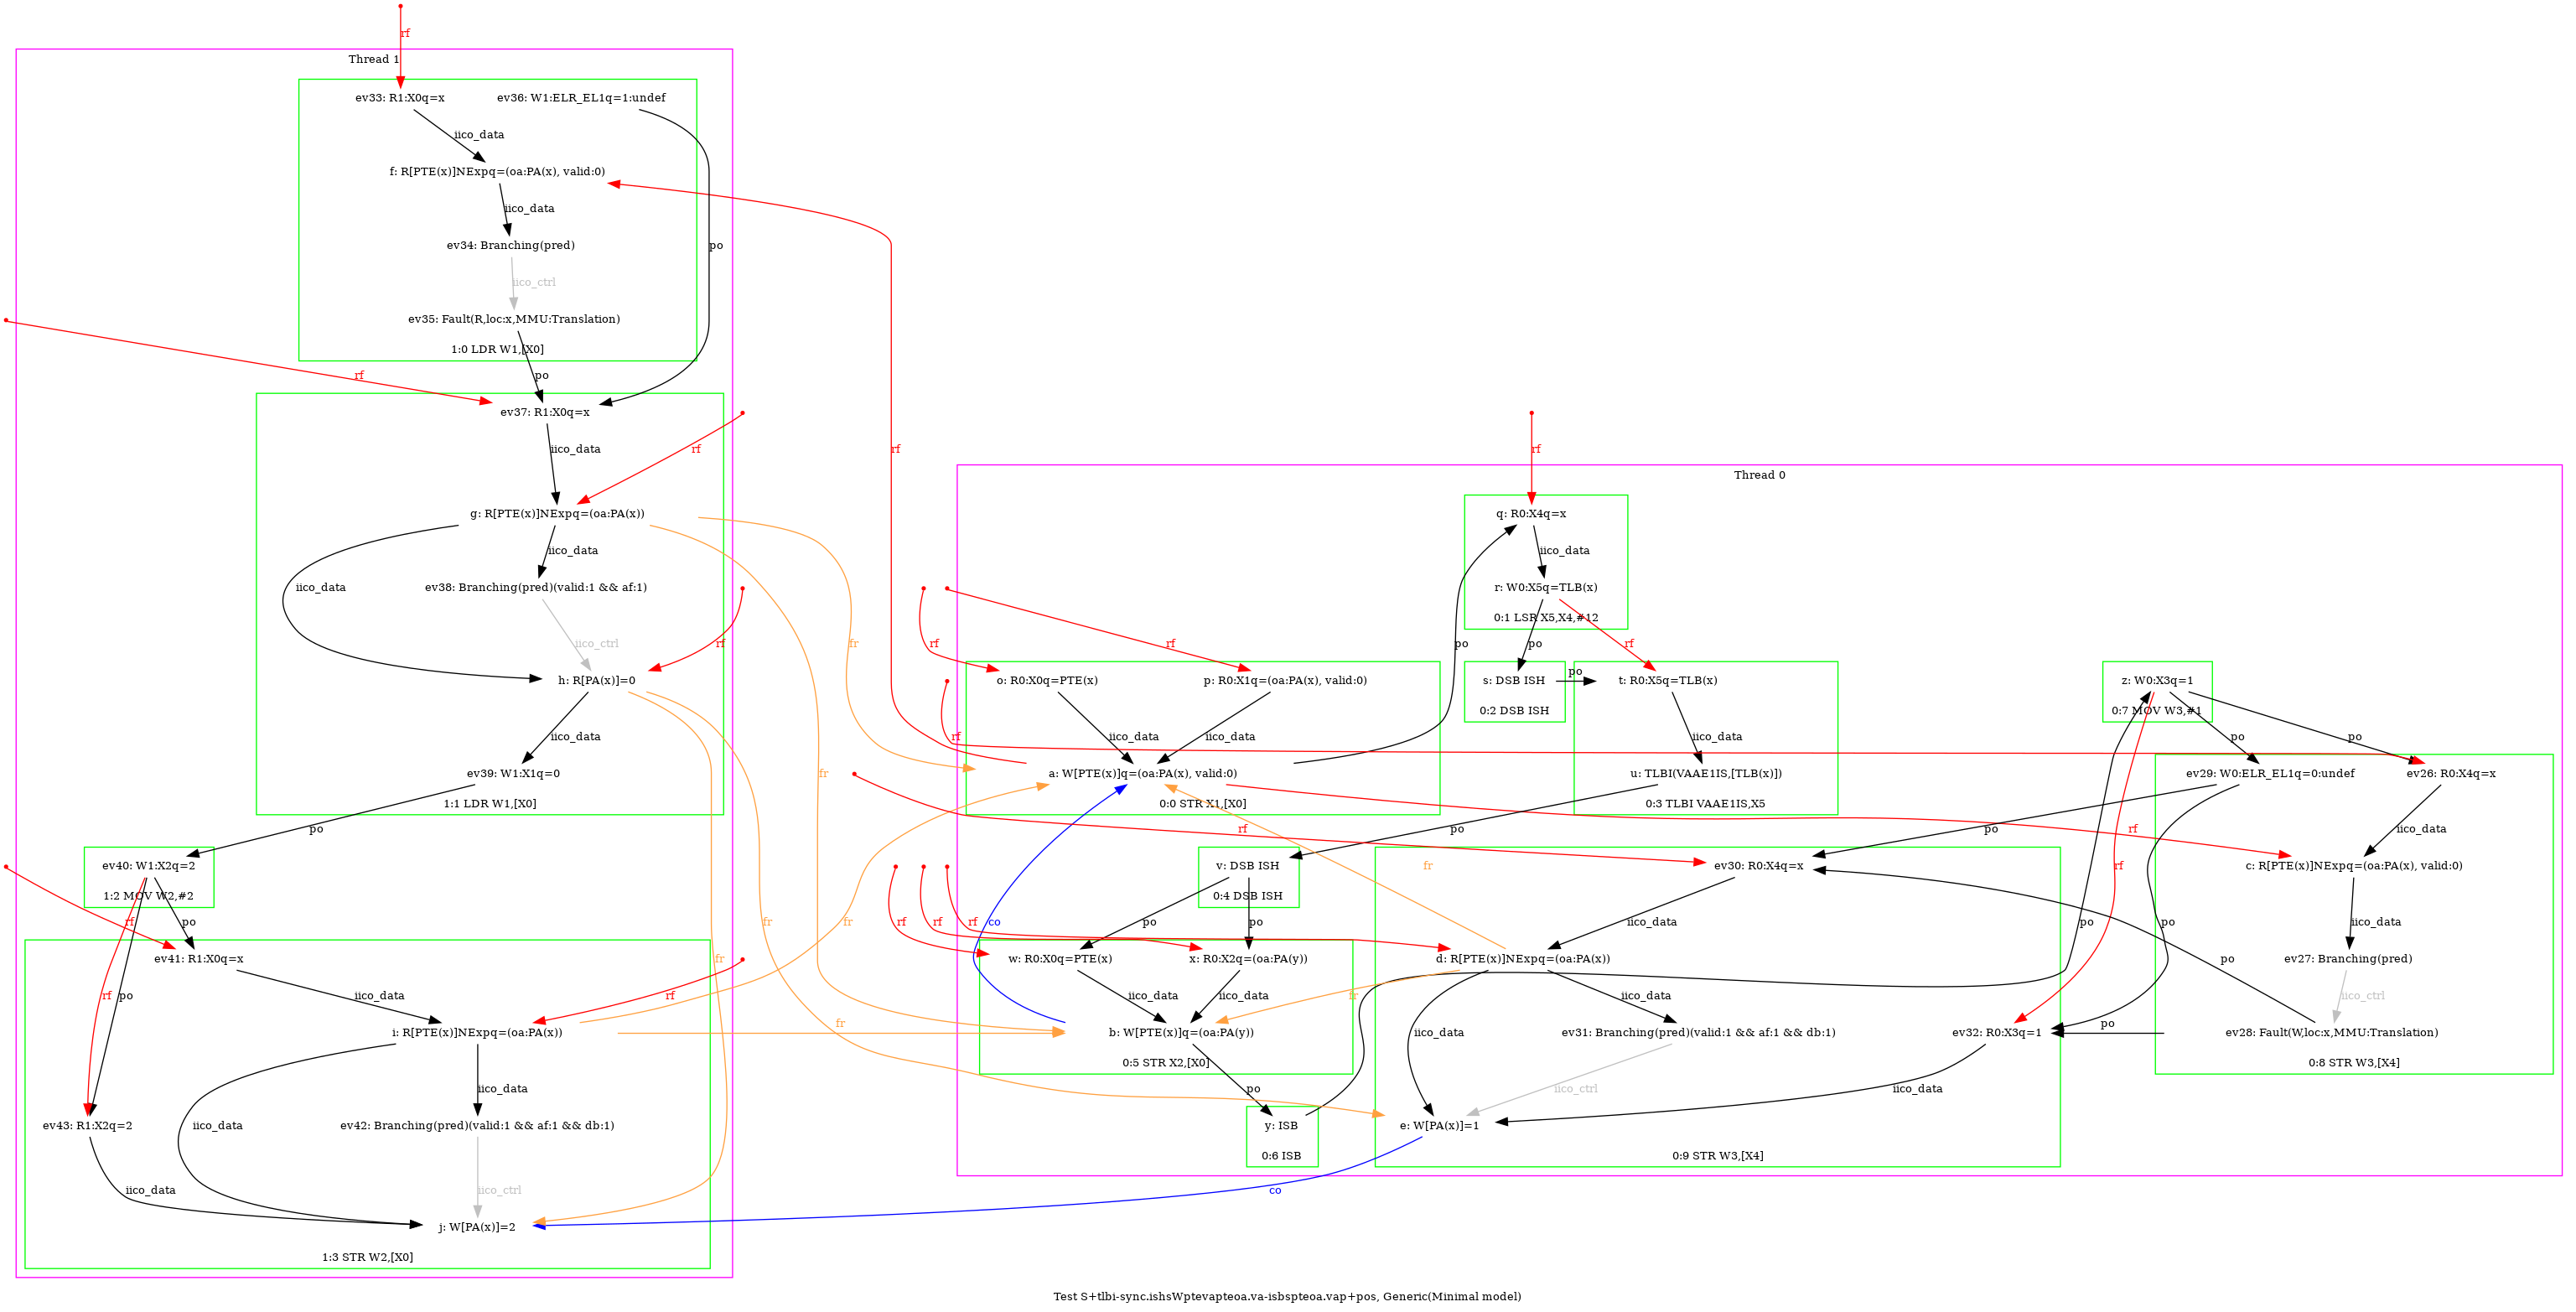 rf
Thread 1
ev33: R1:X0q=x
ev36: W1:ELR_EL1q=1:undef
iico_data
f: R[PTE(x)]NExpq=(oa:PA(x), valid:0)
iico_data
ev34: Branching(pred)
po
iico_ctrl
ev35: Fault(R,loc:x,MMU:Translation)
1:0 LDR W1,[X0]
rf
po
ev37: R1:X0q=x
iico_data
rf
g: R[PTE(x)]NExpq=(oa:PA(x))
iico_data
iico_data
ev38: Branching(pred)(valid:1 && af:1)
iico_ctrl
rf
h: R[PA(x)]=0
iico_data
ev39: W1:X1q=0
1:1 LDR W1,[X0]
po
ev40: W1:X2q=2
1:2 MOV W2,#2
rf
po
ev41: R1:X0q=x
rf
po
iico_data
rf
i: R[PTE(x)]NExpq=(oa:PA(x))
iico_data
iico_data
ev43: R1:X2q=2
ev42: Branching(pred)(valid:1 && af:1 && db:1)
iico_data
iico_ctrl
j: W[PA(x)]=2
1:3 STR W2,[X0]
rf
fr
fr
fr
fr
fr
fr
rf
Thread 0
q: R0:X4q=x
iico_data
r: W0:X5q=TLB(x)
0:1 LSR X5,X4,#12
po
rf
rf
rf
po
o: R0:X0q=PTE(x)
p: R0:X1q=(oa:PA(x), valid:0)
iico_data
iico_data
a: W[PTE(x)]q=(oa:PA(x), valid:0)
0:0 STR X1,[X0]
rf
s: DSB ISH
0:2 DSB ISH
po
t: R0:X5q=TLB(x)
iico_data
u: TLBI(VAAE1IS,[TLB(x)])
0:3 TLBI VAAE1IS,X5
z: W0:X3q=1
0:7 MOV W3,#1
po
po
ev29: W0:ELR_EL1q=0:undef
ev26: R0:X4q=x
rf
po
po
rf
rf
iico_data
c: R[PTE(x)]NExpq=(oa:PA(x), valid:0)
iico_data
ev27: Branching(pred)
iico_ctrl
ev28: Fault(W,loc:x,MMU:Translation)
0:8 STR W3,[X4]
v: DSB ISH
0:4 DSB ISH
fr
ev30: R0:X4q=x
rf
rf
rf
co
po
po
iico_data
po
po
po
w: R0:X0q=PTE(x)
x: R0:X2q=(oa:PA(y))
d: R[PTE(x)]NExpq=(oa:PA(x))
iico_data
iico_data
fr
iico_data
iico_data
po
b: W[PTE(x)]q=(oa:PA(y))
ev31: Branching(pred)(valid:1 && af:1 && db:1)
ev32: R0:X3q=1
0:5 STR X2,[X0]
po
iico_ctrl
iico_data
y: ISB
0:6 ISB
e: W[PA(x)]=1
0:9 STR W3,[X4]
co
Test S+tlbi-sync.ishsWptevapteoa.va-isbspteoa.vap+pos, Generic(Minimal model)